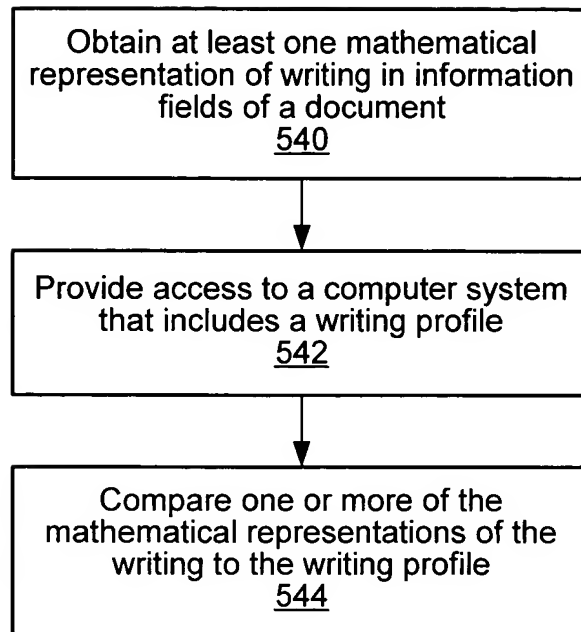 Obtain at least one mathematical
representation of writing in information
fields of a document
540
Provide access to a computer system
that includes a writing profile
542
Compare one or more of the
mathematical representations of the
writing to the writing profile
544